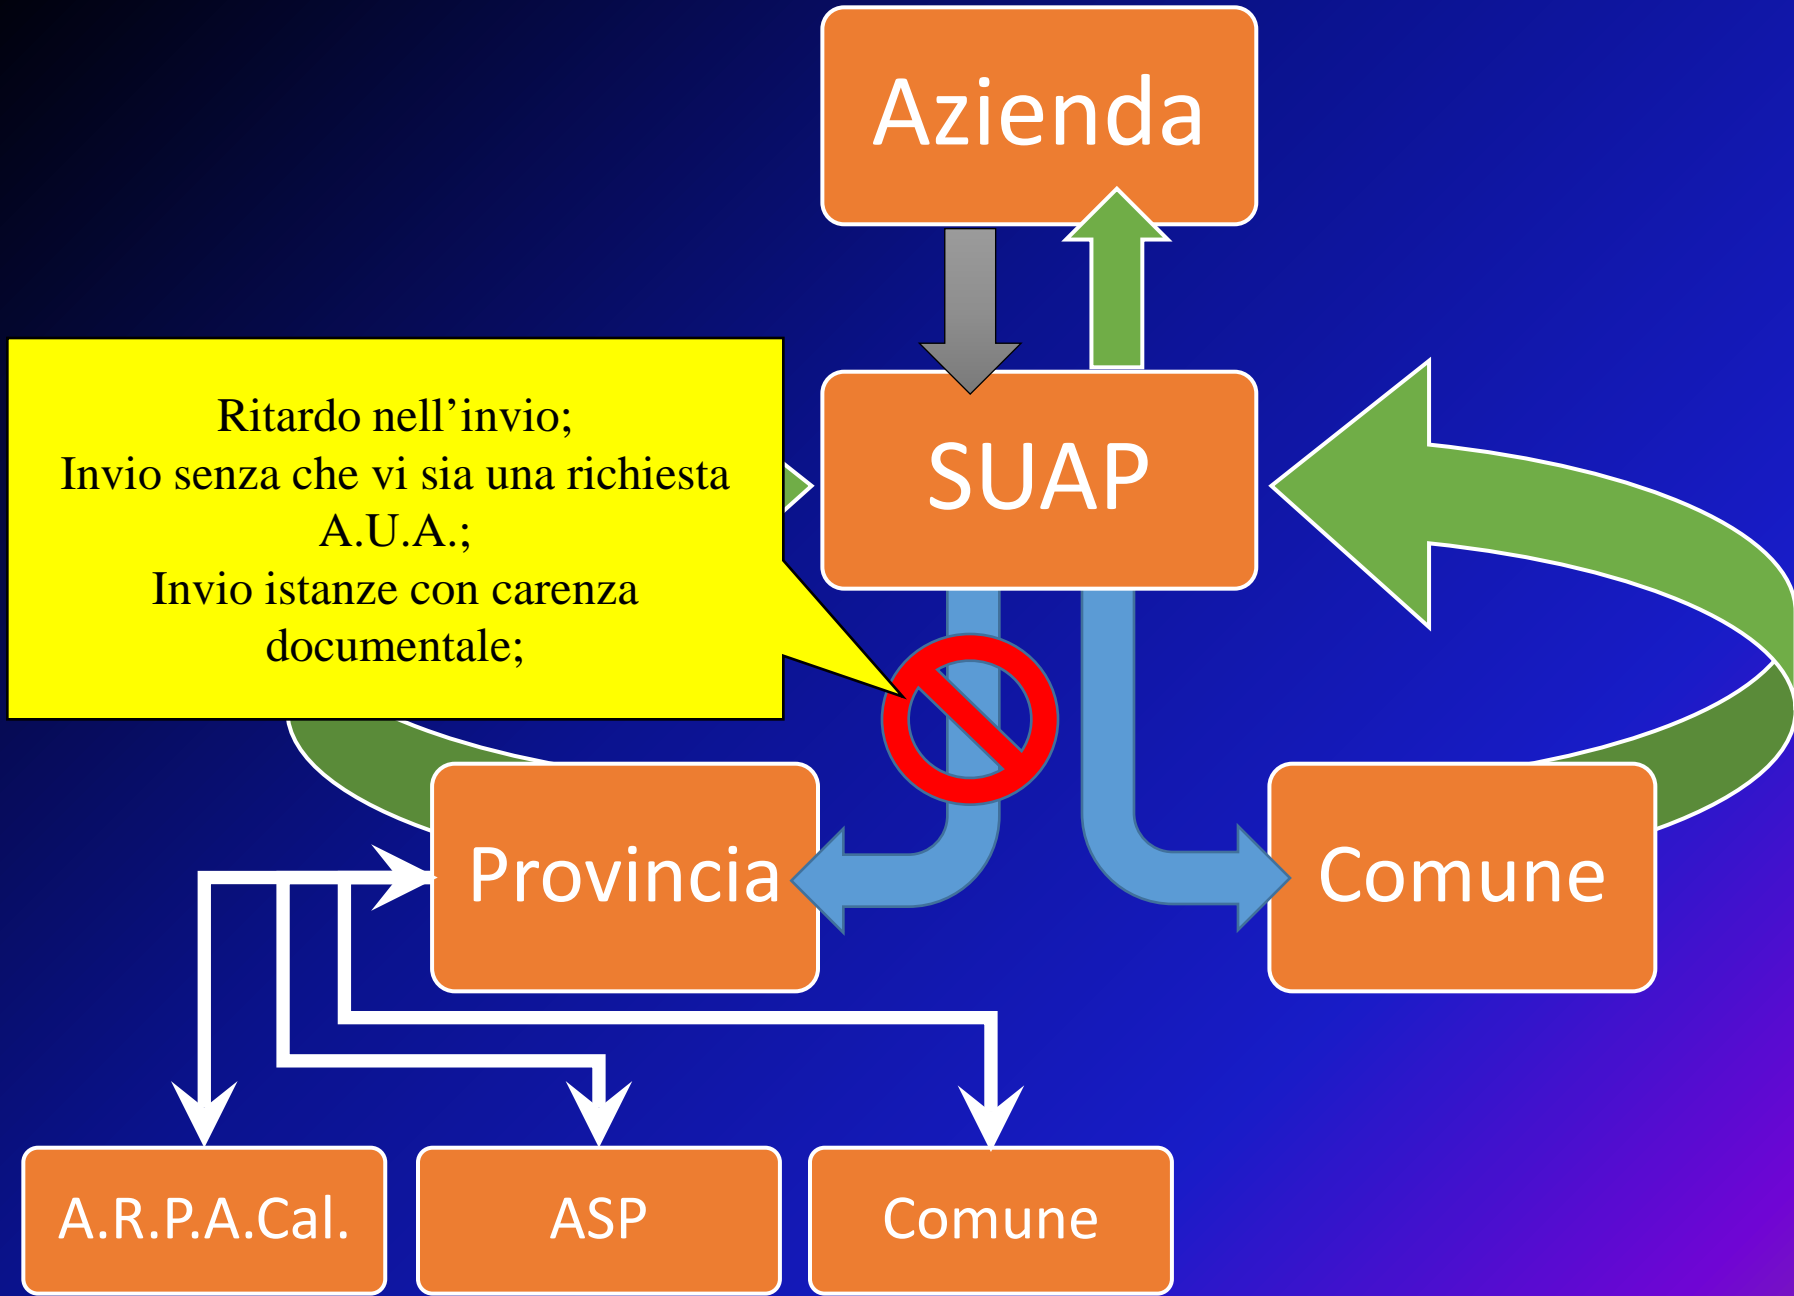 Azienda
Ritardo nell’invio;
Invio senza che vi sia una richiesta
A.U.A.;
Invio istanze con carenza
documentale;
SUAP
Provincia
Comune
A.R.P.A.Cal.
ASP
Comune